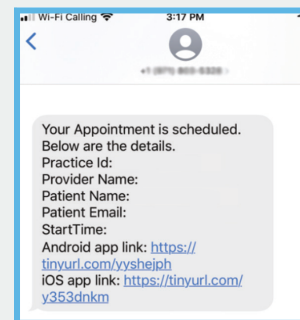 Wi-Fi Calling 3:17 PM
Your Appointment is scheduled.
Below are the details.
Practice Id:
Provider Name:
Patient Name:
Patient Email:
StartTime:
Android app link: https://
tinyurl.com/yyshejph
iOS app link: https://tinyurl.com/
y353dnkm